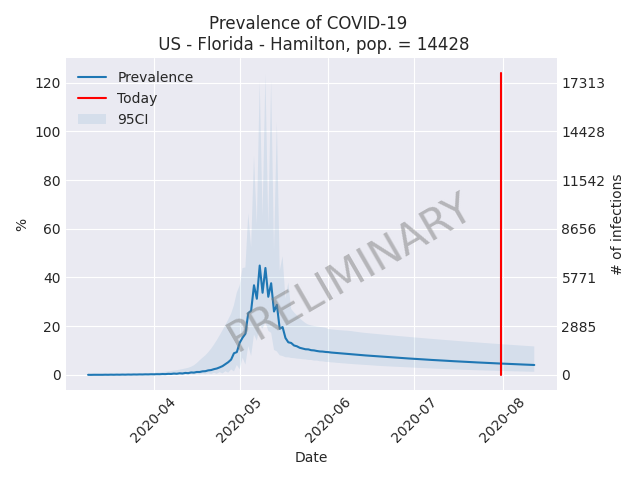 Prevalence of COVID-19
US - Florida - Hamilton, pop. = 14428
Prevalence
Today
95CI
120
100
80
60
40
20
0
%
17313
14428
11542
8656
5771
2885
0
# of infections
PRELIMINARY
2020-04
2020-05
2020-06
2020-07
2020-08
Date